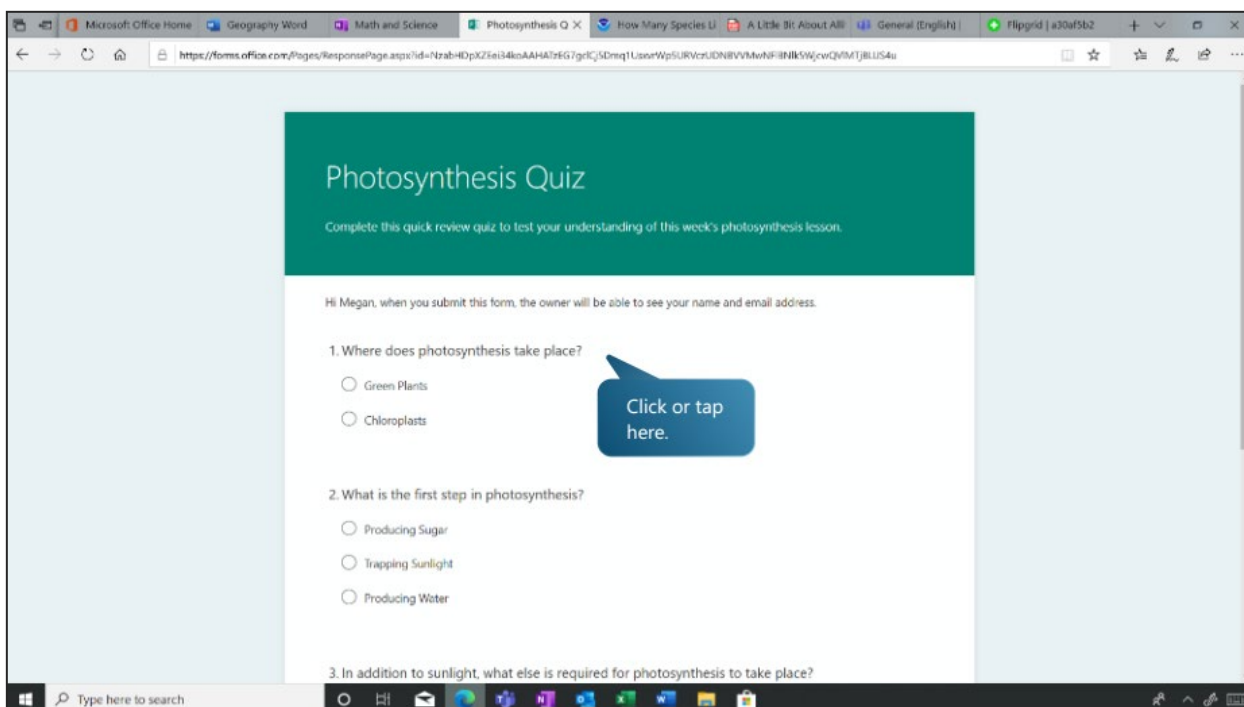 Microsoft Office Home
Geography Word
Math and Science
Photosynthesis Q
How Many Species Li
A Little Bit About Alli
General (English) |
Flipgrid | a30af5b2
Photosynthesis Quiz
Complete this quick review quiz to test your understanding of this week's photosynthesis lesson.
Hi Megan, when you submit this form, the owner will be able to see your name and email address.
1. Where does photosynthesis take place?
Green Plants
Chloroplasts
Click or tap
here.
2. What is the first step in photosynthesis?
Producing Sugar
Trapping Sunlight
Producing Water
3. In addition to sunlight, what else is required for photosynthesis to take place?
Type here to search